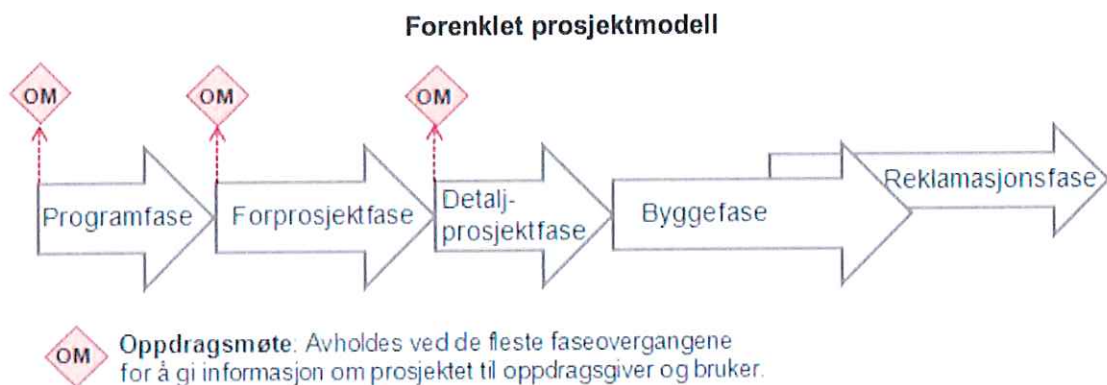 Forenklet prosjektmodell
OM
OM
OM
Programfase
Forprosjektfase
Detalj-
prosjektfase
Byggefase
Reklamasjonsfase
OM
Oppdragsmøte: Avholdes ved de fleste faseovergangene
for å gi informasjon om prosjektet til oppdragsgiver og bruker.